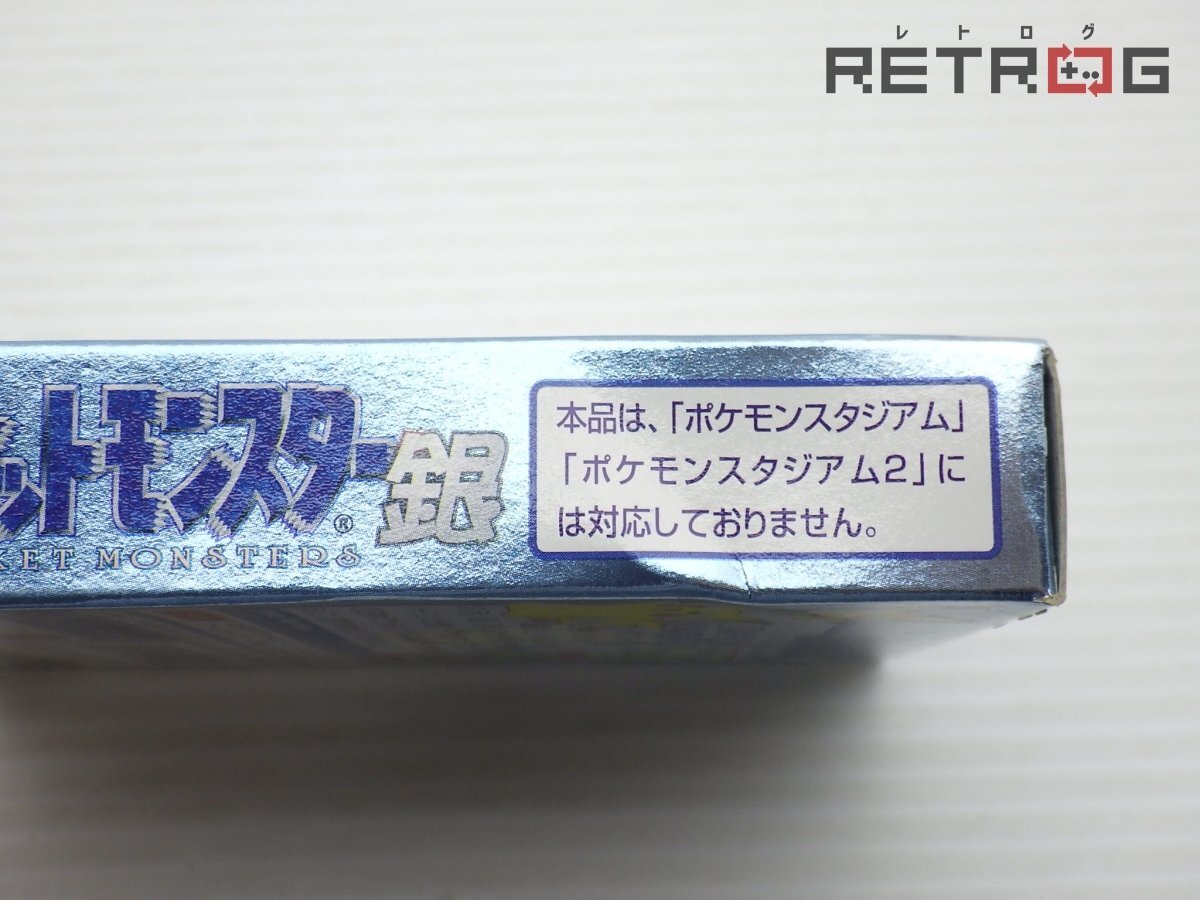 レトログ
RETROG
ットモンスター銀
®
KET MONSTERS
本品は、「ポケモンスタジアム」
「ポケモンスタジアム2」に
は対応しておりません。